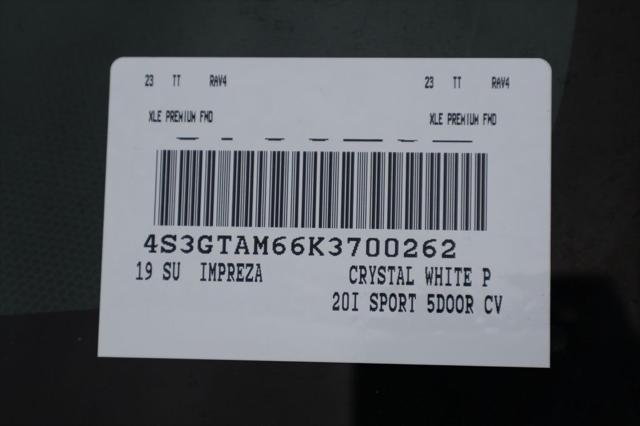 23 TT RAV4 23 TT RAV4
XLE PREMIUM FWD XLE PREMIUM FWD
4S3GTAM66K3700262
19 SU IMPREZA CRYSTAL WHITE P
20I SPORT 5DOOR CV